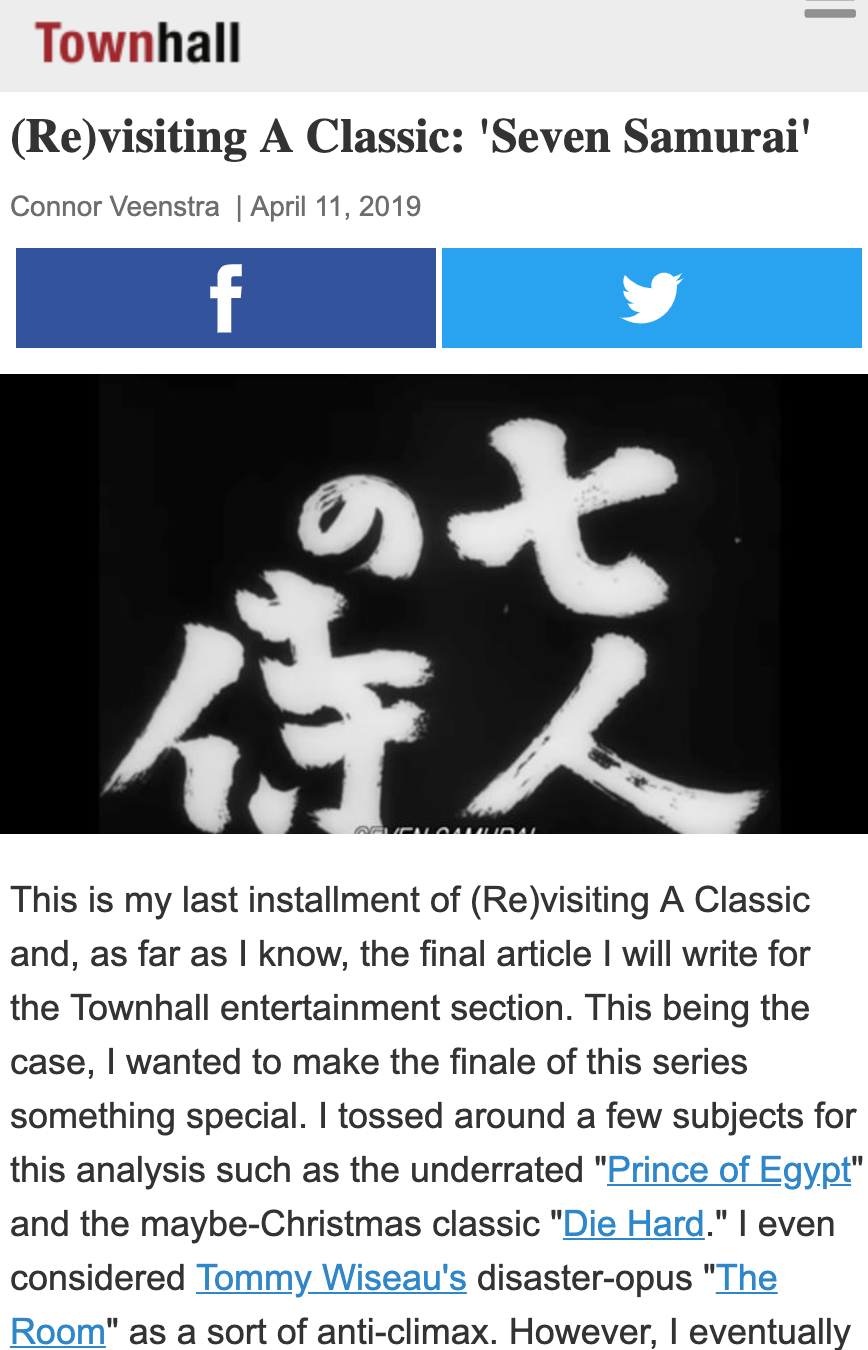 Townhall
(Re)visiting A Classic: 'Seven Samurai'
Connor Veenstra | April 11, 2019
f
七人
の侍
SEVEN SAMURAI
This is my last installment of (Re)visiting A Classic
and, as far as I know, the final article I will write for
the Townhall entertainment section. This being the
case, I wanted to make the finale of this series
something special. I tossed around a few subjects for
this analysis such as the underrated "Prince of Egypt"
and the maybe-Christmas classic "Die Hard." I even
considered Tommy Wiseau's disaster-opus "The
Room" as a sort of anti-climax. However, I eventually